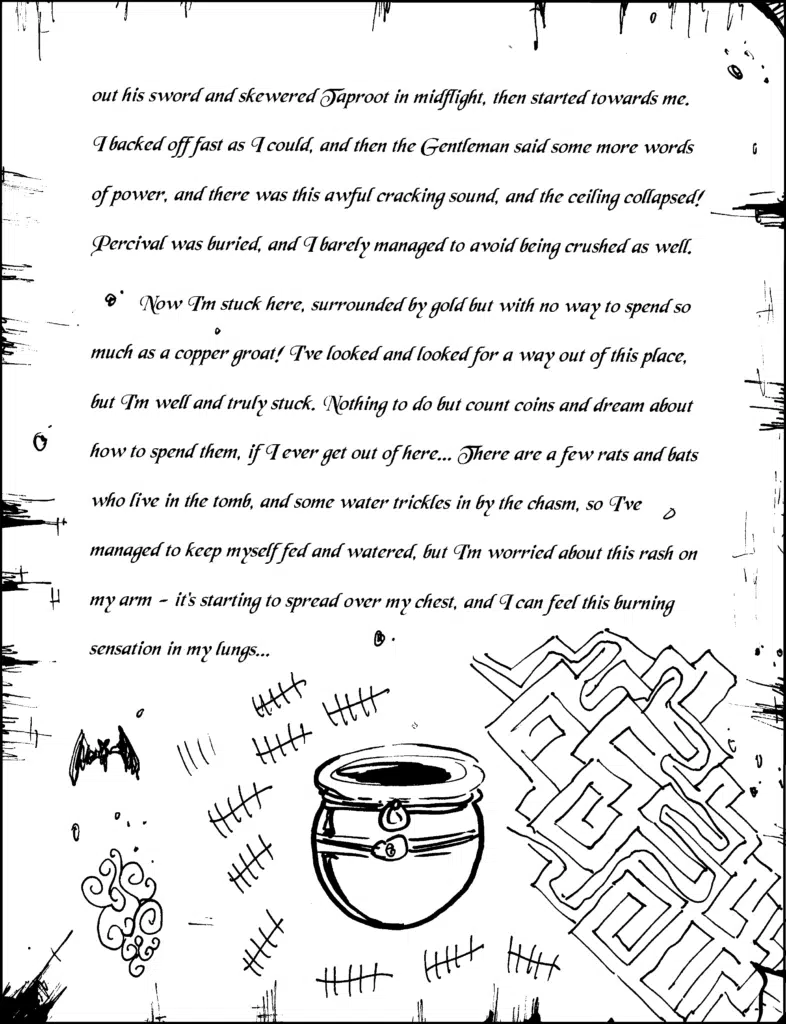 out his sword and skewered Taproot in midflight, then started towards me.
I backed off fast as I could, and then the Gentleman said some more words
of power, and there was this awful cracking sound, and the ceiling collapsed!
Percival was buried, and I barely managed to avoid being crushed as well.
Now I'm stuck here, surrounded by gold but with no way to spend so
much as a copper groat! I've looked and looked for a way out of this place,
but I'm well and truly stuck. Nothing to do but count coins and dream about
how to spend them, if I ever get out of here... There are a few rats and bats
who live in the tomb, and some water trickles in by the chasm, so I've
managed to keep myself fed and watered, but I'm worried about this rash on
my arm – it's starting to spread over my chest, and I can feel this burning
sensation in my lungs...